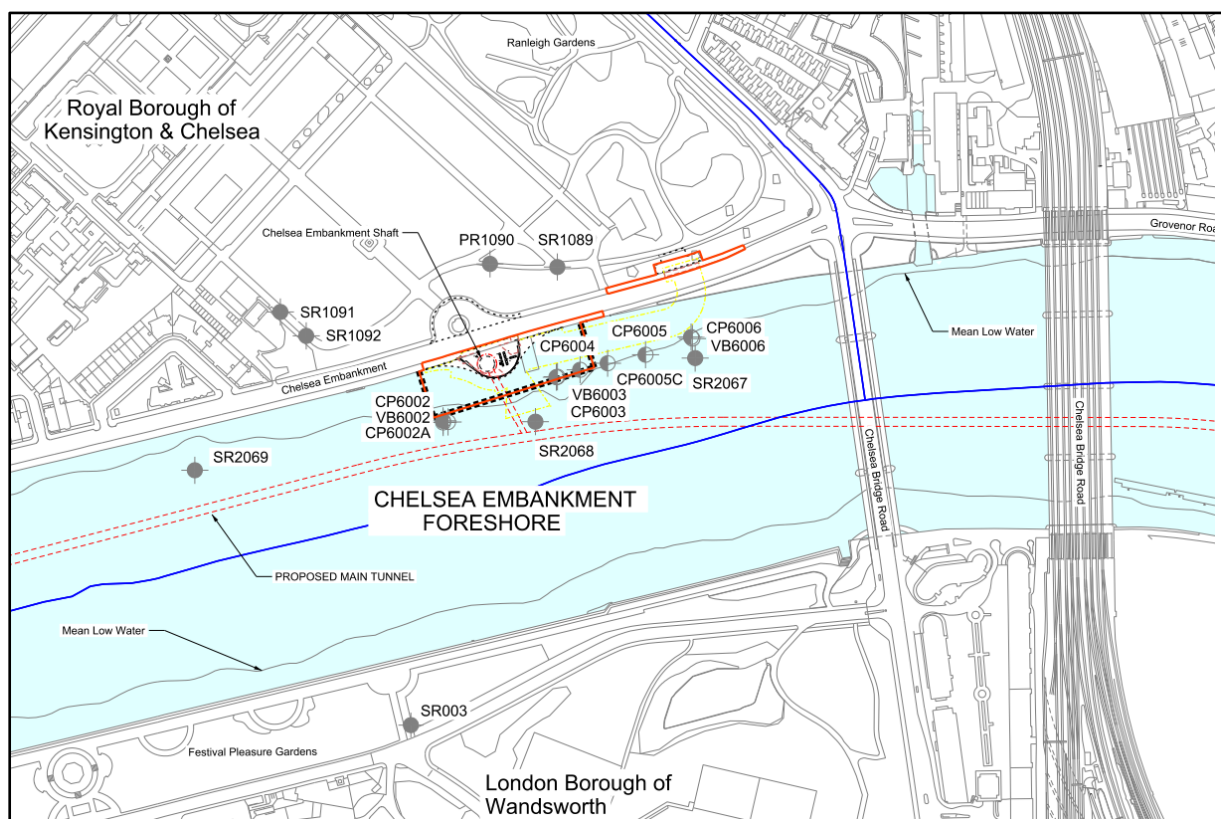 Ranleigh Gardens
Royal Borough of
Kensington & Chelsea
Chelsea Embankment Shaft
PR1090
SR1089
Grovenor Road
SR1091
SR1092
Mean Low Water
CP6005
CP6006
VB6006
CP6004
SR2067
CP6005C
Chelsea Embankment
CP6002
VB6002
CP6002A
VB6003
CP6003
SR2068
SR2069
Chelsea Bridge Road
Chelsea Bridge Road
CHELSEA EMBANKMENT
FORESHORE
PROPOSED MAIN TUNNEL
Mean Low Water
SR003
Festival Pleasure Gardens
London Borough of
Wandsworth